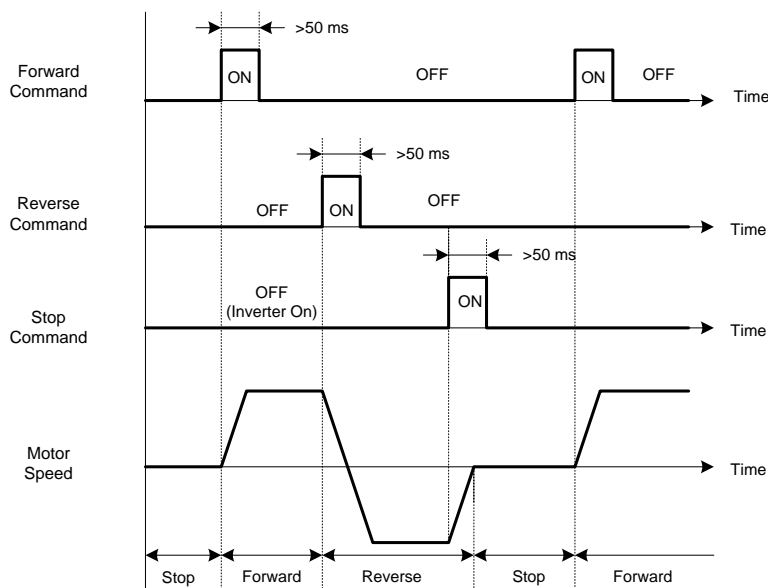 >50 ms
Forward
Command
ON
OFF
ON
OFF
Time
>50 ms
Reverse
Command
OFF
ON
OFF
Time
>50 ms
Stop
Command
OFF
(Inverter On)
ON
Time
Motor
Speed
Time
Stop
Forward
Reverse
Stop
Forward